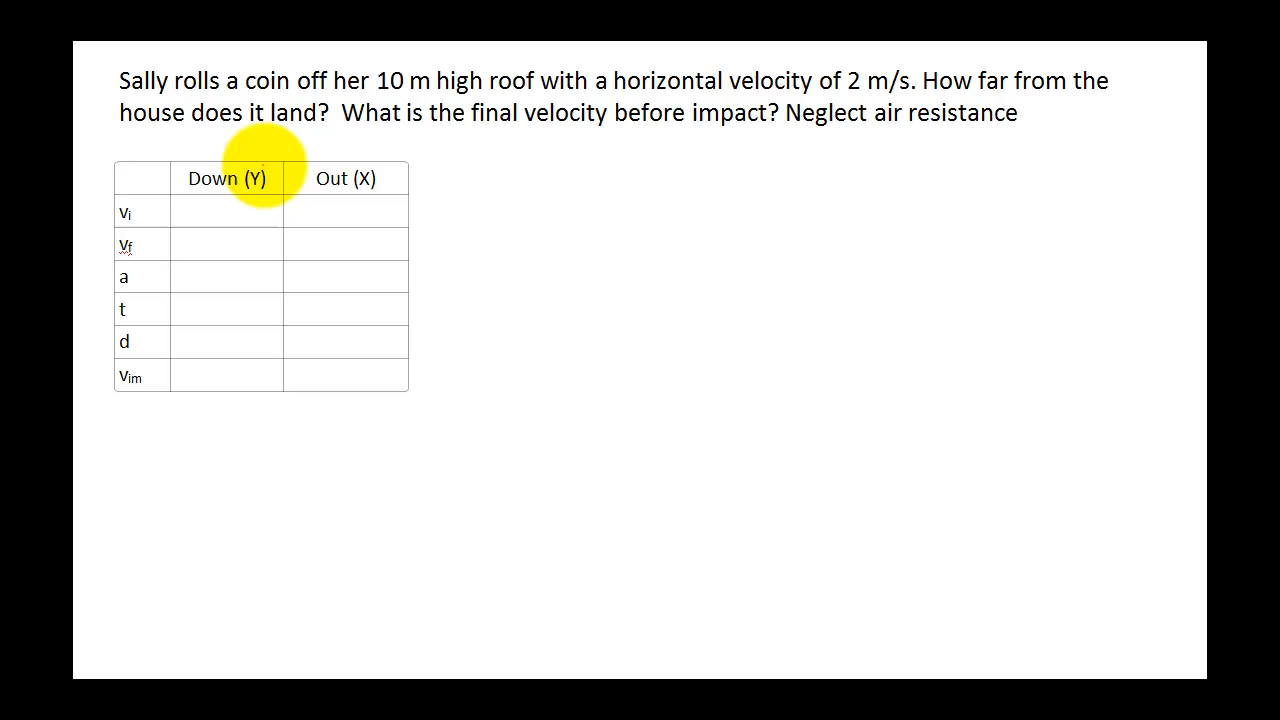 Sally rolls a coin off her 10 m high roof with a horizontal velocity of 2 m/s. How far from the
house does it land?  What is the final velocity before impact? Neglect air resistance
Down (Y) Out (X)
vi
vf
a
t
d
vim